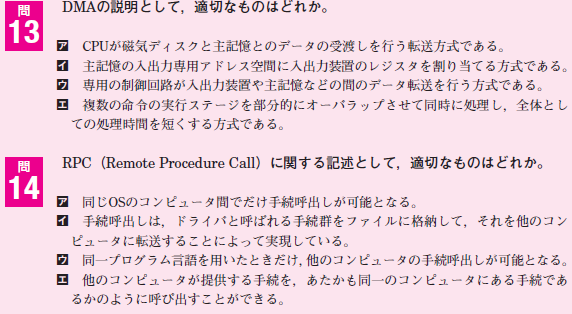 問
13
DMAの説明として，適切なものはどれか。
ア CPUが磁気ディスクと主記憶とのデータの受渡しを行う転送方式である。
イ 主記憶の入出力専用アドレス空間に入出力装置のレジスタを割り当てる方式である。
ウ 専用の制御回路が入出力装置や主記憶などの間のデータ転送を行う方式である。
エ 複数の命令の実行ステージを部分的にオーバラップさせて同時に処理し，全体とし
ての処理時間を短くする方式である。
問
14
RPC（Remote Procedure Call）に関する記述として，適切なものはどれか。
ア 同じOSのコンピュータ間でだけ手続呼出しが可能となる。
イ 手続呼出しは，ドライバと呼ばれる手続群をファイルに格納して，それを他のコン
ピュータに転送することによって実現している。
ウ 同一プログラム言語を用いたときだけ，他のコンピュータの手続呼出しが可能となる。
エ 他のコンピュータが提供する手続を，あたかも同一のコンピュータにある手続であ
るかのように呼び出すことができる。